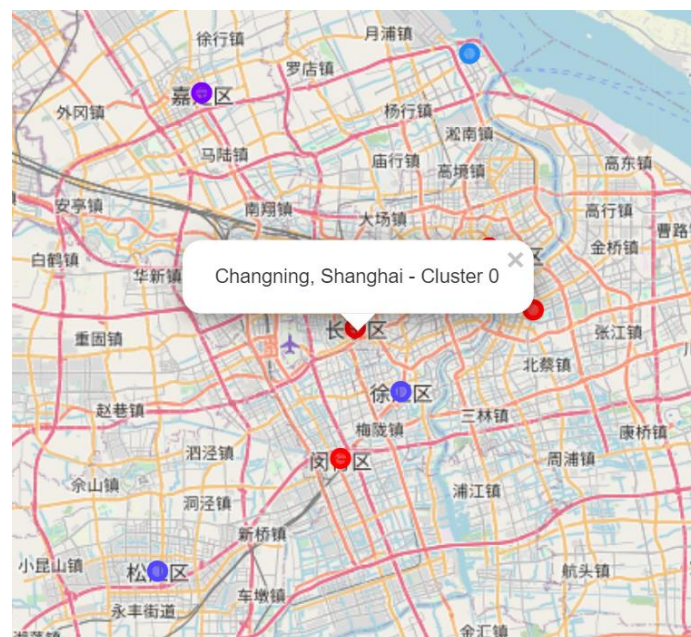 月浦镇
徐行镇
罗店镇
嘉 区
外冈镇
杨行镇
淞南镇
马陆镇
庙行镇
高境镇
高东镇
安亭镇
南翔镇
大场镇
高行镇
曹路
金桥镇
白鹤镇
华新镇
区
×
Changning, Shanghai - Cluster 0
长 区
张江镇
重固镇
北蔡镇
徐 区
赵巷镇
三林镇
梅陇镇
康桥镇
泗泾镇
闵 区
周浦镇
佘山镇
浦江镇
洞泾镇
新桥镇
小昆山镇
松 区
航头镇
车墩镇
永丰街道
金汇镇